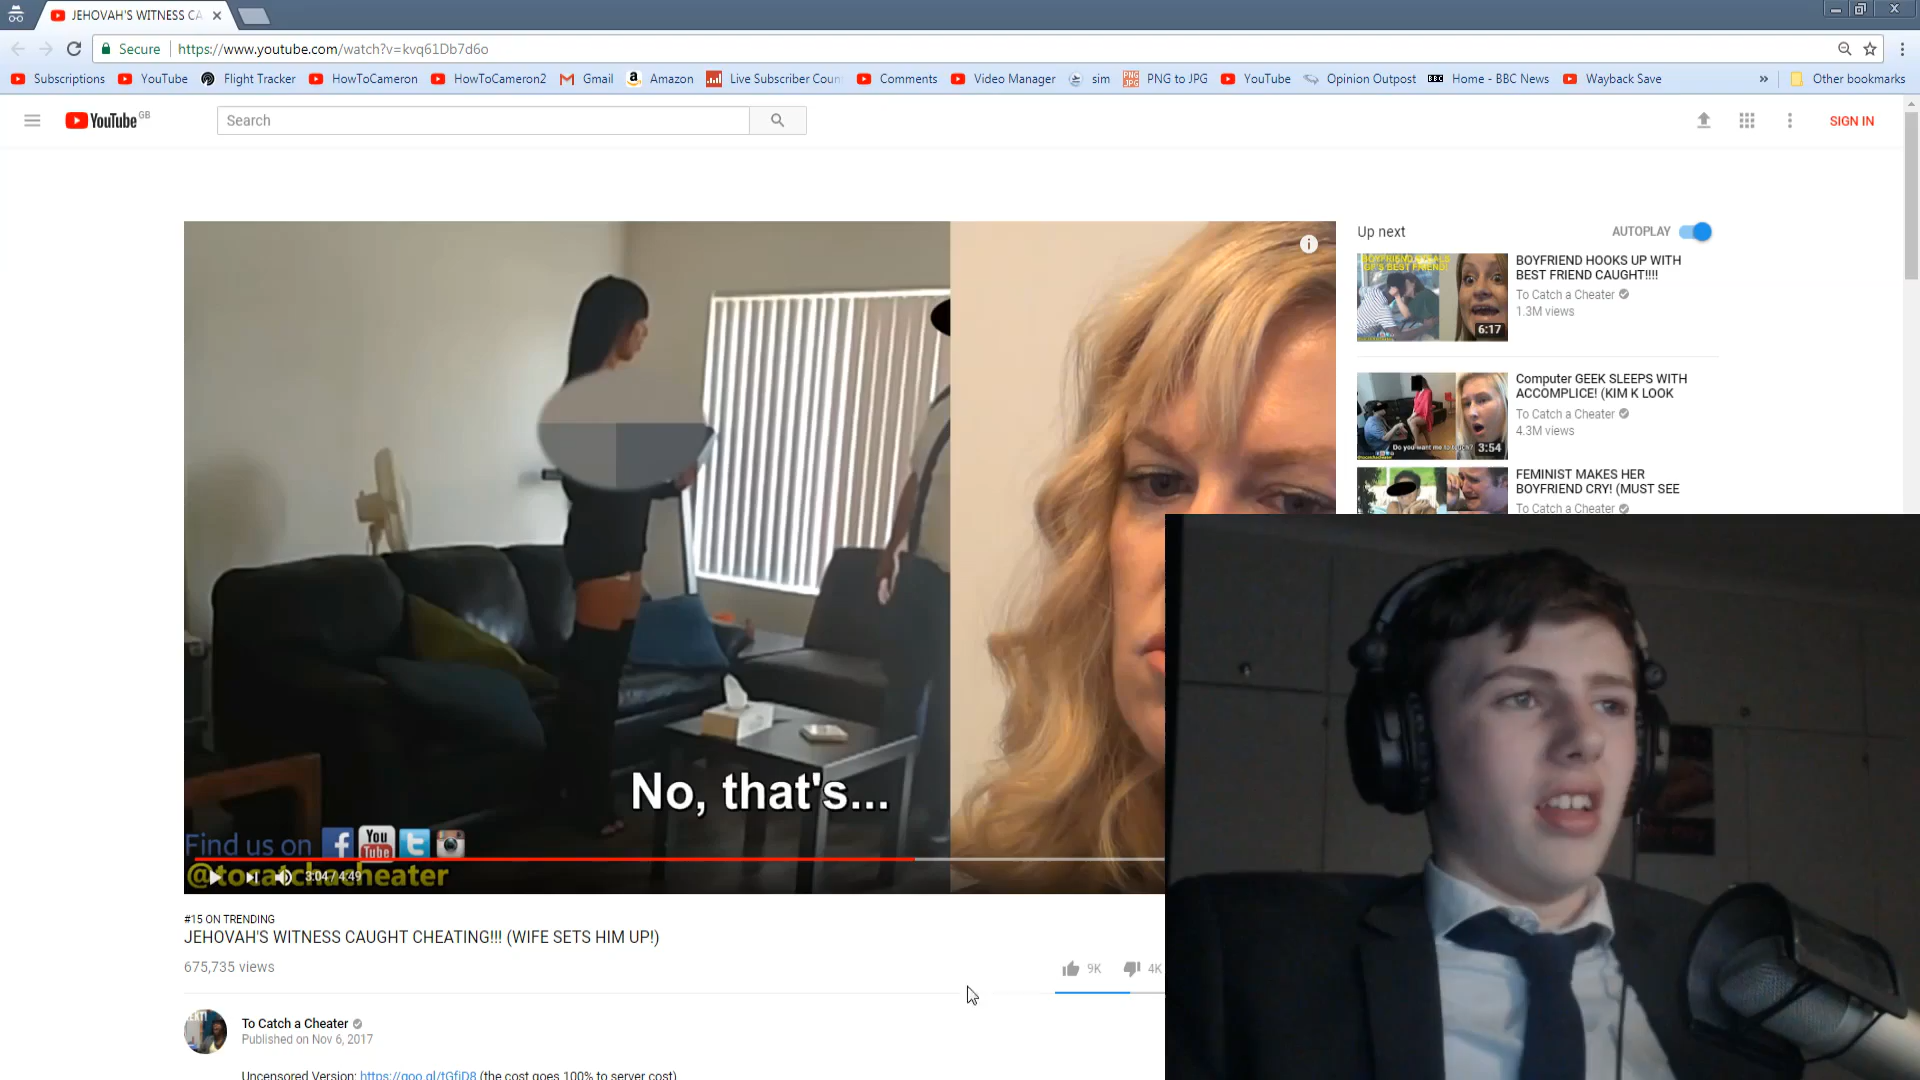 JEHOVAH'S WITNESS CA
Secure https://www.youtube.com/watch?v=kvq61Db7d6o
Subscriptions YouTube Flight Tracker HowToCameron HowToCameron2 Gmail Amazon Live Subscriber Coun Comments Video Manager sim PNG to JPG YouTube Opinion Outpost BBC Home - BBC News Wayback Save » Other bookmarks
YouTube GB
Search
SIGN IN
Up next
AUTOPLAY
BOYFRIEND HOOKS UP WITH
BEST FRIEND CAUGHT!!!!
To Catch a Cheater
1.3M views
6:17
Computer GEEK SLEEPS WITH
ACCOMPLICE! (KIM K LOOK
To Catch a Cheater
4.3M views
3:54
FEMINIST MAKES HER
BOYFRIEND CRY! (MUST SEE
To Catch a Cheater
No, that's...
Find us on f You Tube
@tocatchacheater
3:04 / 4:49
#15 ON TRENDING
JEHOVAH'S WITNESS CAUGHT CHEATING!!! (WIFE SETS HIM UP!)
675,735 views
9K 4K
To Catch a Cheater
Published on Nov 6, 2017
Uncensored Version: https://goo.gl/tGfjD8 (the cost goes 100% to server cost)